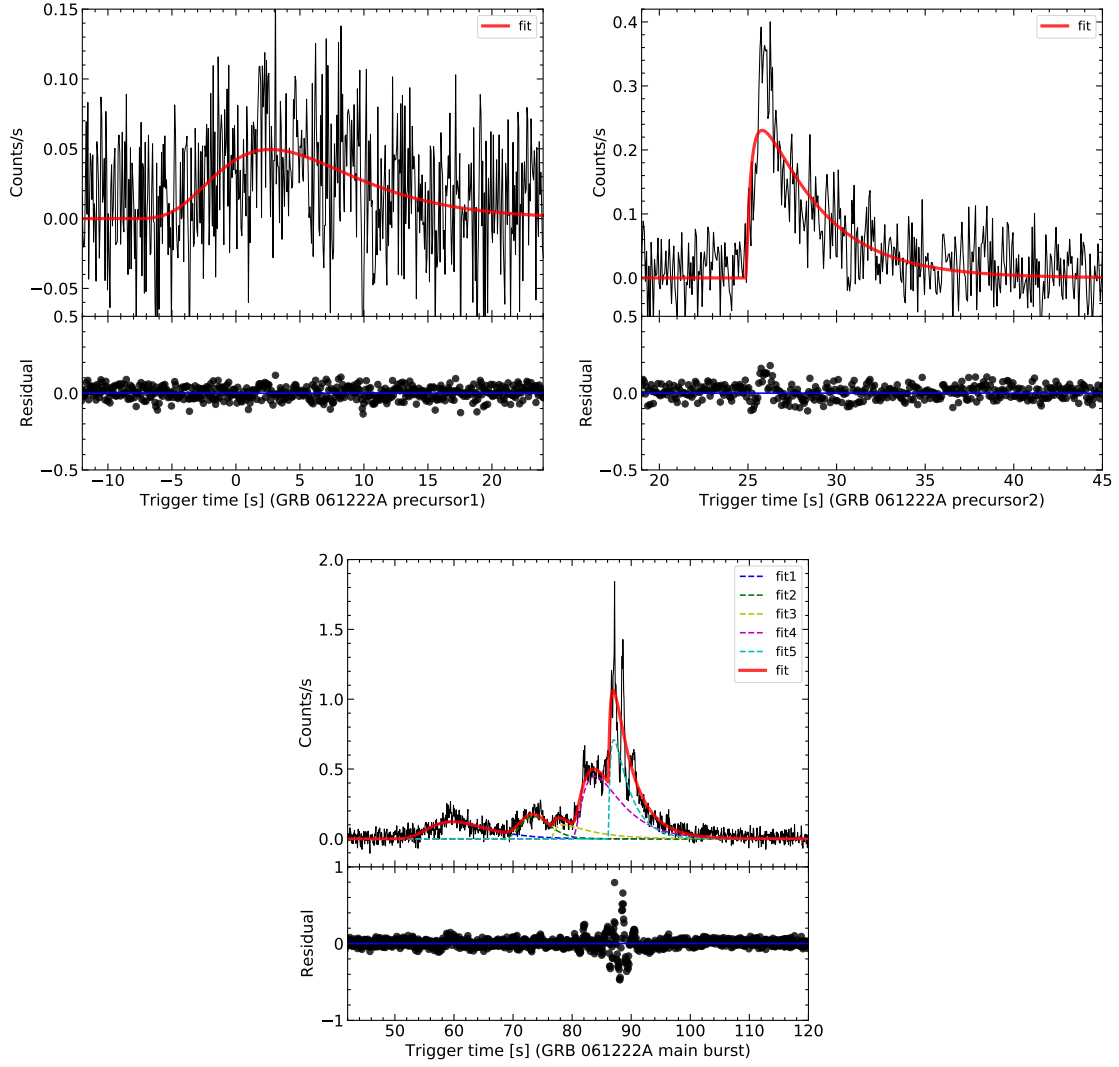 fit
0.15
0.10
0.05
0.00
−0.05
Counts/s
0.5
0.0
−0.5
Residual
−10 −5 0 5 10 15 20
Trigger time [s] (GRB 061222A precursor1)
fit
0.4
0.3
0.2
0.1
0.0
Counts/s
0.5
0.0
−0.5
Residual
20 25 30 35 40 45
Trigger time [s] (GRB 061222A precursor2)
fit1
fit2
fit3
fit4
fit5
fit
2.0
1.5
1.0
0.5
0.0
Counts/s
1
0
−1
Residual
50 60 70 80 90 100 110 120
Trigger time [s] (GRB 061222A main burst)